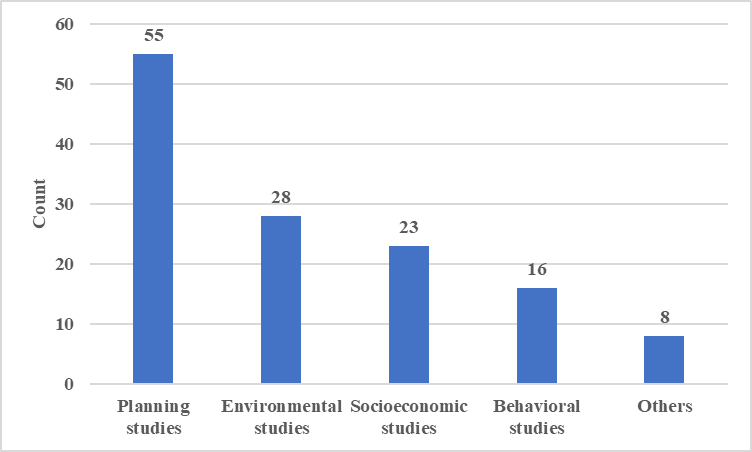 60
50
40
30
20
10
0
Count
55
28
23
16
8
Planning studies
Environmental studies
Socioeconomic studies
Behavioral studies
Others